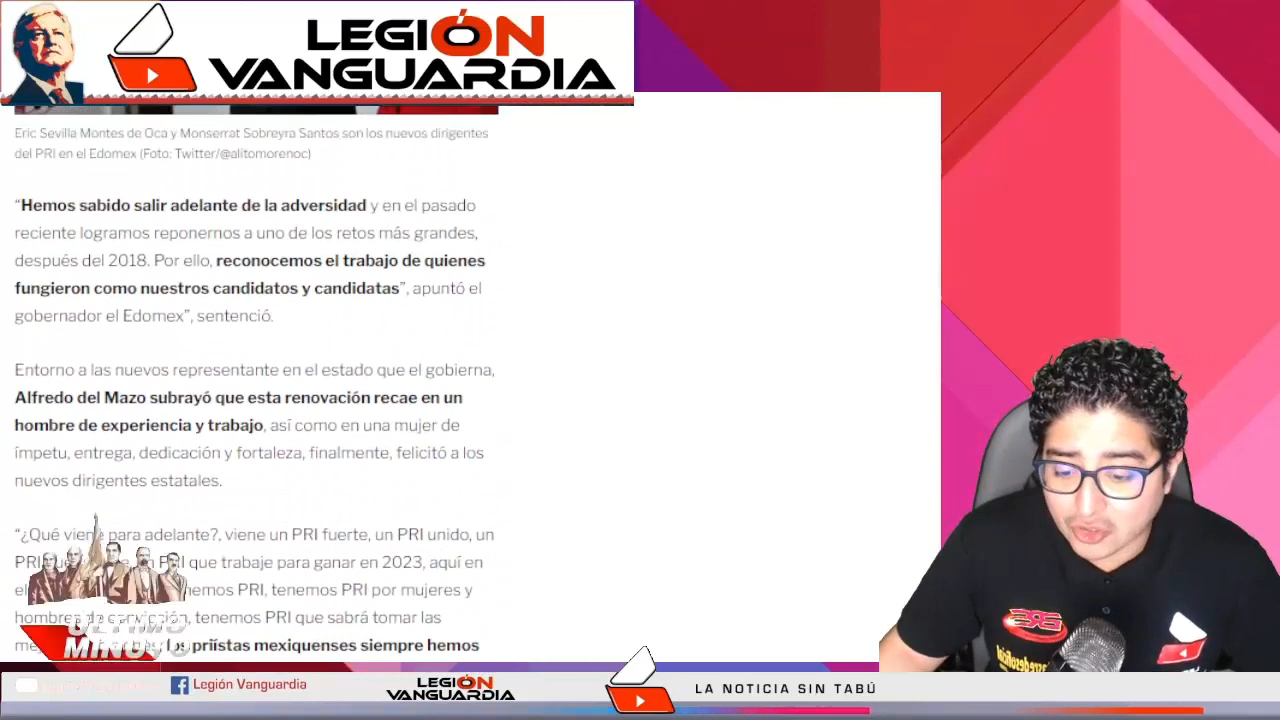 LEGIÓN
VANGUARDIA
Eric Sevilla Montes de Oca y Monserrat Sobreyra Santos son los nuevos dirigentes
del PRI en el Edomex (Foto: Twitter/@alitomorenoc)
“Hemos sabido salir adelante de la adversidad y en el pasado
reciente logramos reponernos a uno de los retos más grandes,
después del 2018. Por ello, reconocemos el trabajo de quienes
fungieron como nuestros candidatos y candidatas”, apuntó el
gobernador el Edomex”, sentenció.
Entorno a las nuevos representante en el estado que el gobierna,
Alfredo del Mazo subrayó que esta renovación recae en un
hombre de experiencia y trabajo, así como en una mujer de
ímpetu, entrega, dedicación y fortaleza, finalmente, felicitó a los
nuevos dirigentes estatales.
“¿Qué viene para adelante?, viene un PRI fuerte, un PRI unido, un
PRI que trabaje para ganar en 2023, aquí en
PRI, tenemos PRI por mujeres y
tenemos PRI que sabrá tomar las
priístas mexiquenses siempre hemos
ÚLTIMO
MINUTO
Legión Vanguardia
LEGIÓN
VANGUARDIA
LA NOTICIA SIN TABÚ